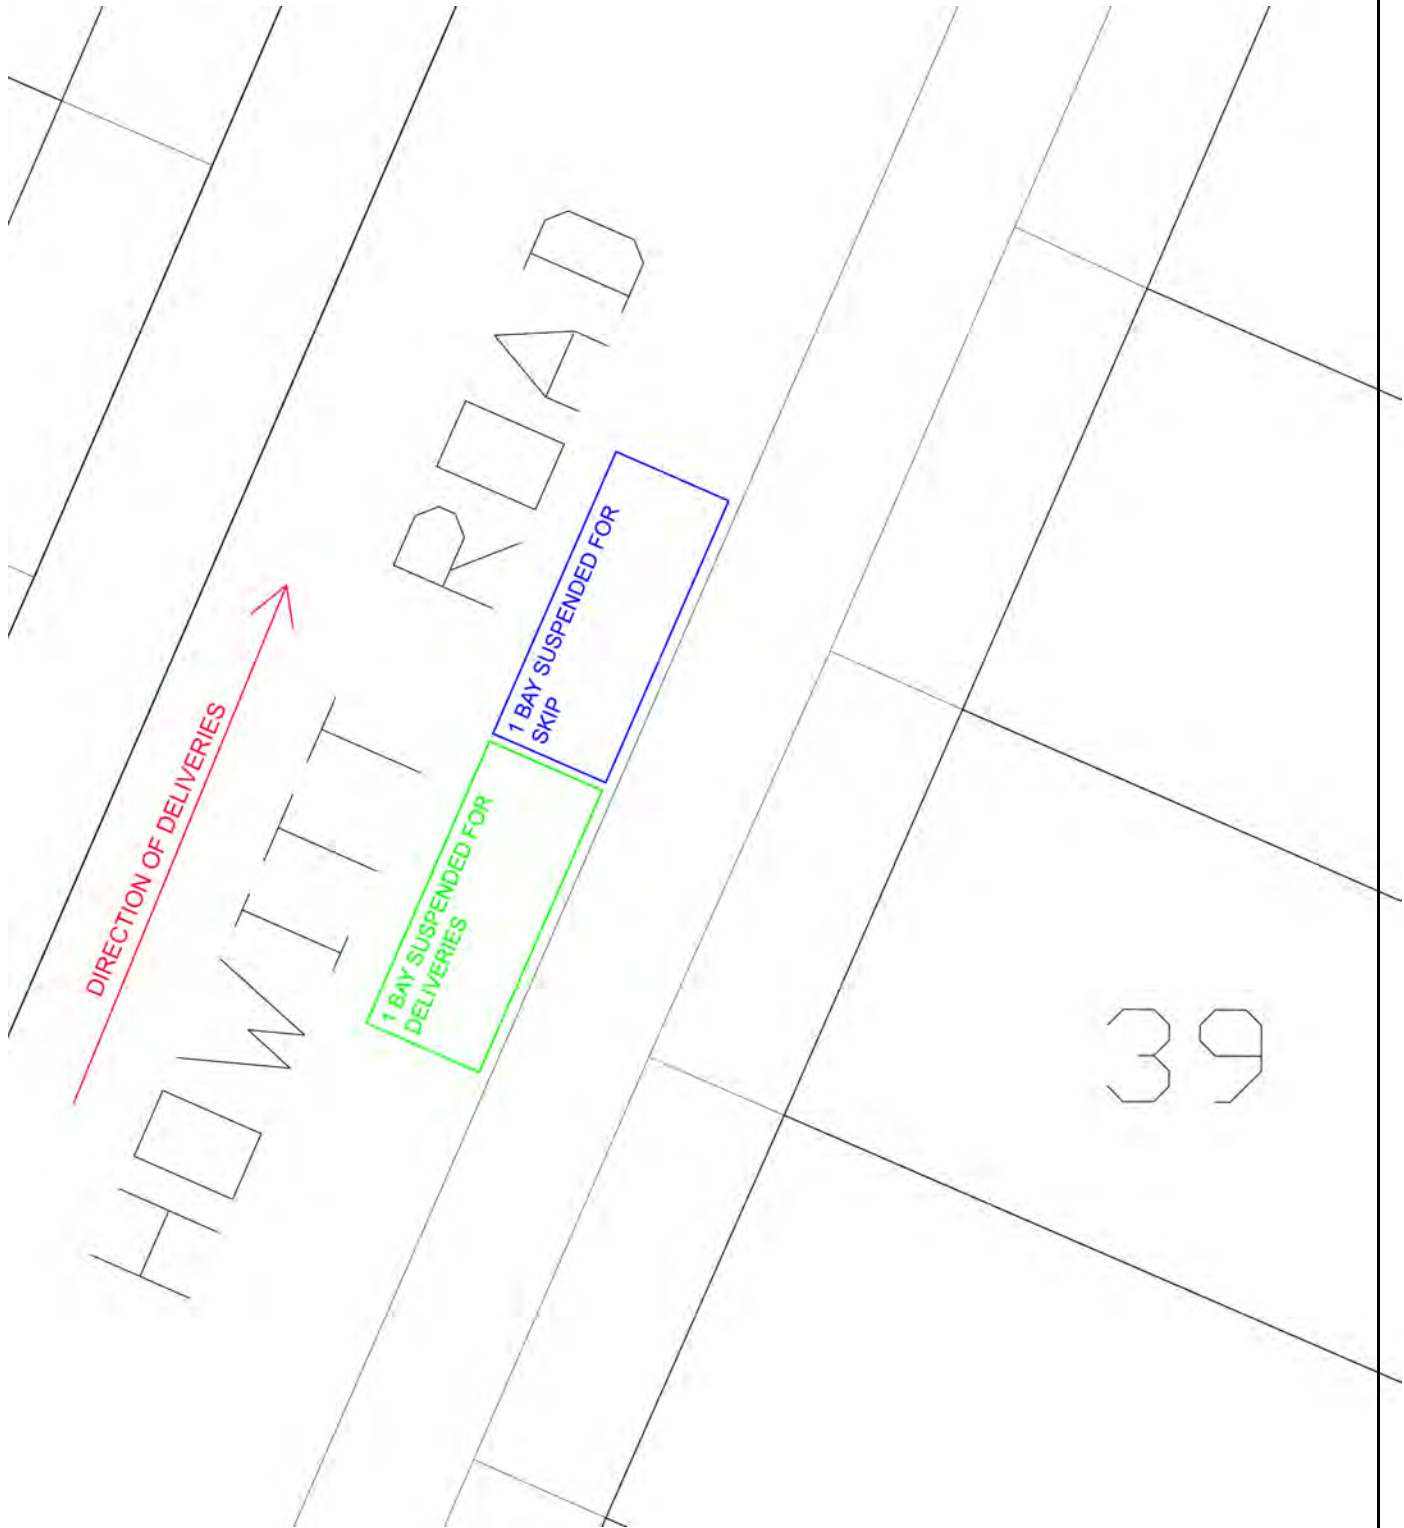 HOWITT ROAD
1 BAY SUSPENDED FOR
SKIP
DIRECTION OF DELIVERIES
1 BAY SUSPENDED FOR
DELIVERIES
39